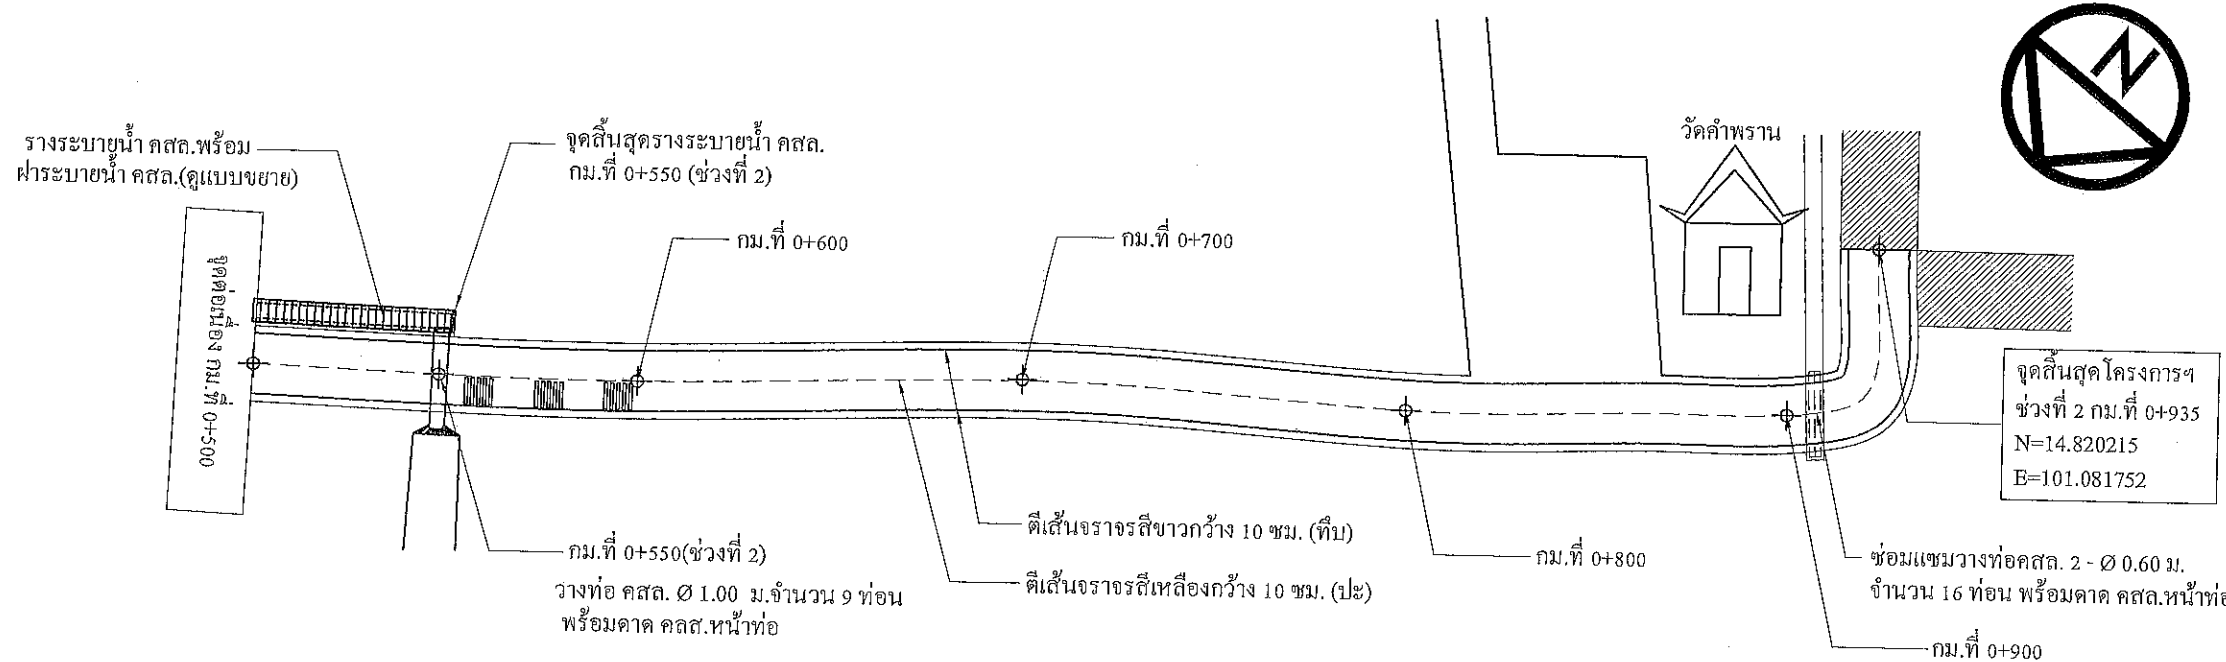 N
วัดคำพราน
รางระบายน้ำ คสล.พร้อม
ฝาระบายน้ำ คสล.(ดูแบบขยาย)
จุดสิ้นสุดรางระบายน้ำ คสล.
กม.ที่ 0+550 (ช่วงที่ 2)
กม.ที่ 0+600
กม.ที่ 0+700
จุดต่อเนื่อง กม.ที่ 0+500
จุดสิ้นสุดโครงการฯ
ช่วงที่ 2 กม.ที่ 0+935
N=14.820215
E=101.081752
ตีเส้นจราจรสีขาวกว้าง 10 ซม. (ทึบ)
ตีเส้นจราจรสีเหลืองกว้าง 10 ซม. (ปะ)
กม.ที่ 0+550(ช่วงที่ 2)
วางท่อ คสล. Ø 1.00 ม.จำนวน 9 ท่อน
พร้อมดาด คลส.หน้าท่อ
กม.ที่ 0+800
ซ่อมแซมวางท่อคสล. 2 - Ø 0.60 ม.
จำนวน 16 ท่อน พร้อมดาด คสล.หน้าท่อ
กม.ที่ 0+900